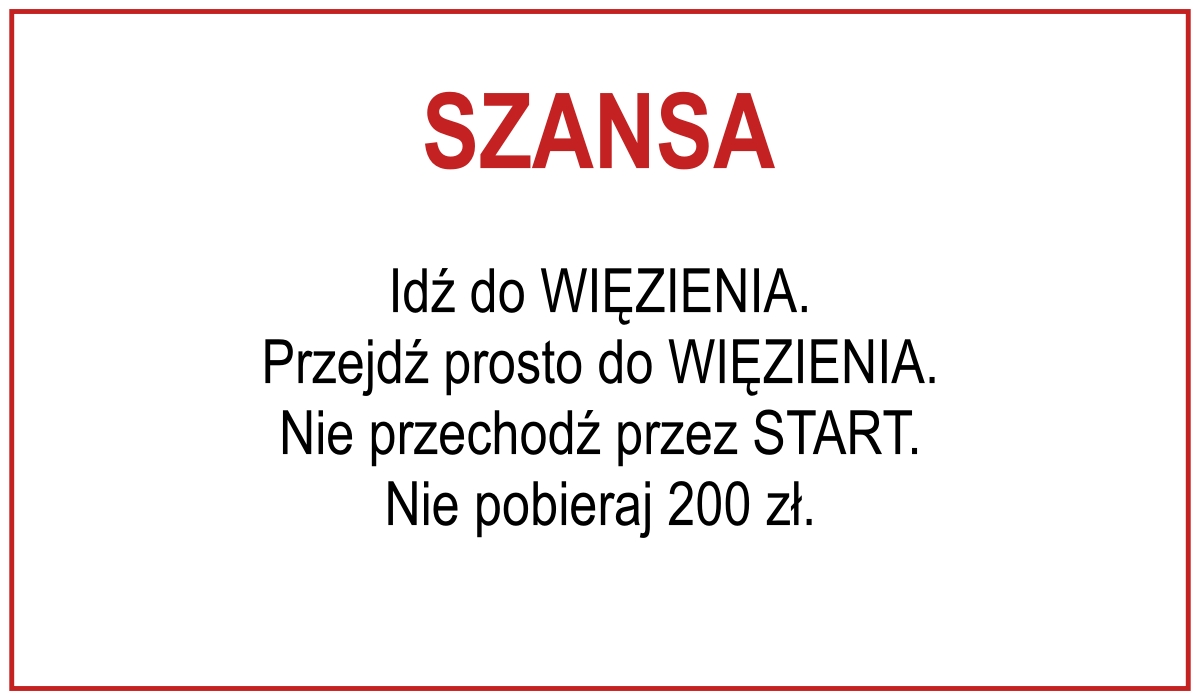 SZANSA
Idź do WIĘZIENIA.
Przejdź prosto do WIĘZIENIA.
Nie przechodź przez START.
Nie pobieraj 200 zł.